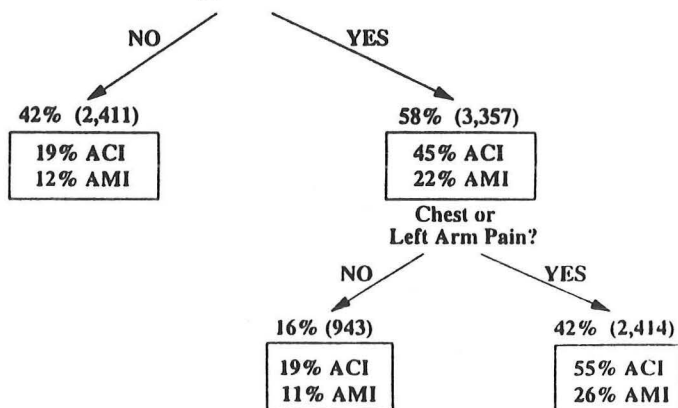 NO YES
42% (2,411) 58% (3,357)
19% ACI 45% ACI
12% AMI 22% AMI
Chest or
Left Arm Pain?
NO YES
16% (943) 42% (2,414)
19% ACI 55% ACI
11% AMI 26% AMI